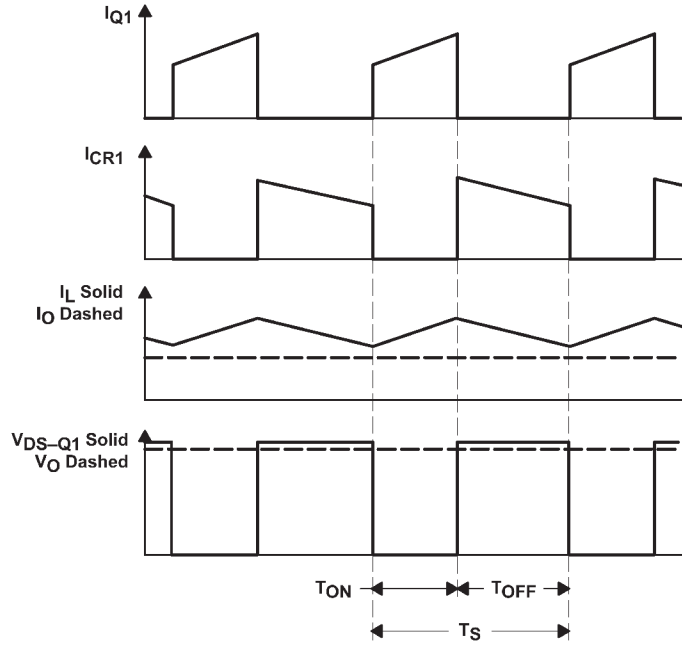 IQ1
ICR1
IL Solid
IO Dashed
VDS–Q1 Solid
VO Dashed
TON
TOFF
TS